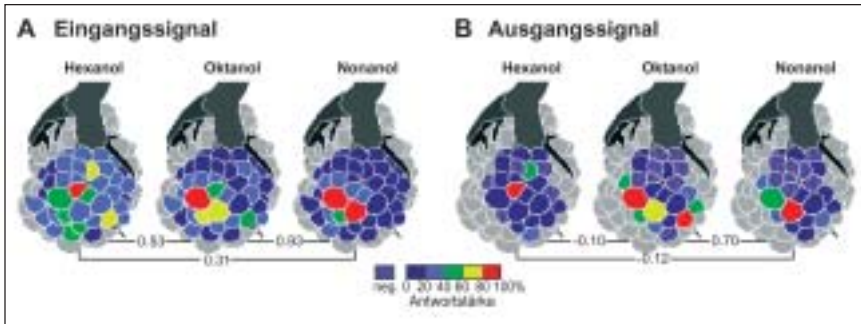 A Eingangssignal
Hexanol Oktanol Nonanol
0.53 0.93
0.31
B Ausgangssignal
Hexanol Oktanol Nonanol
-0.10 0.70
-0.12
neg. 0 20 40 60 80 100%
Antwortstärke